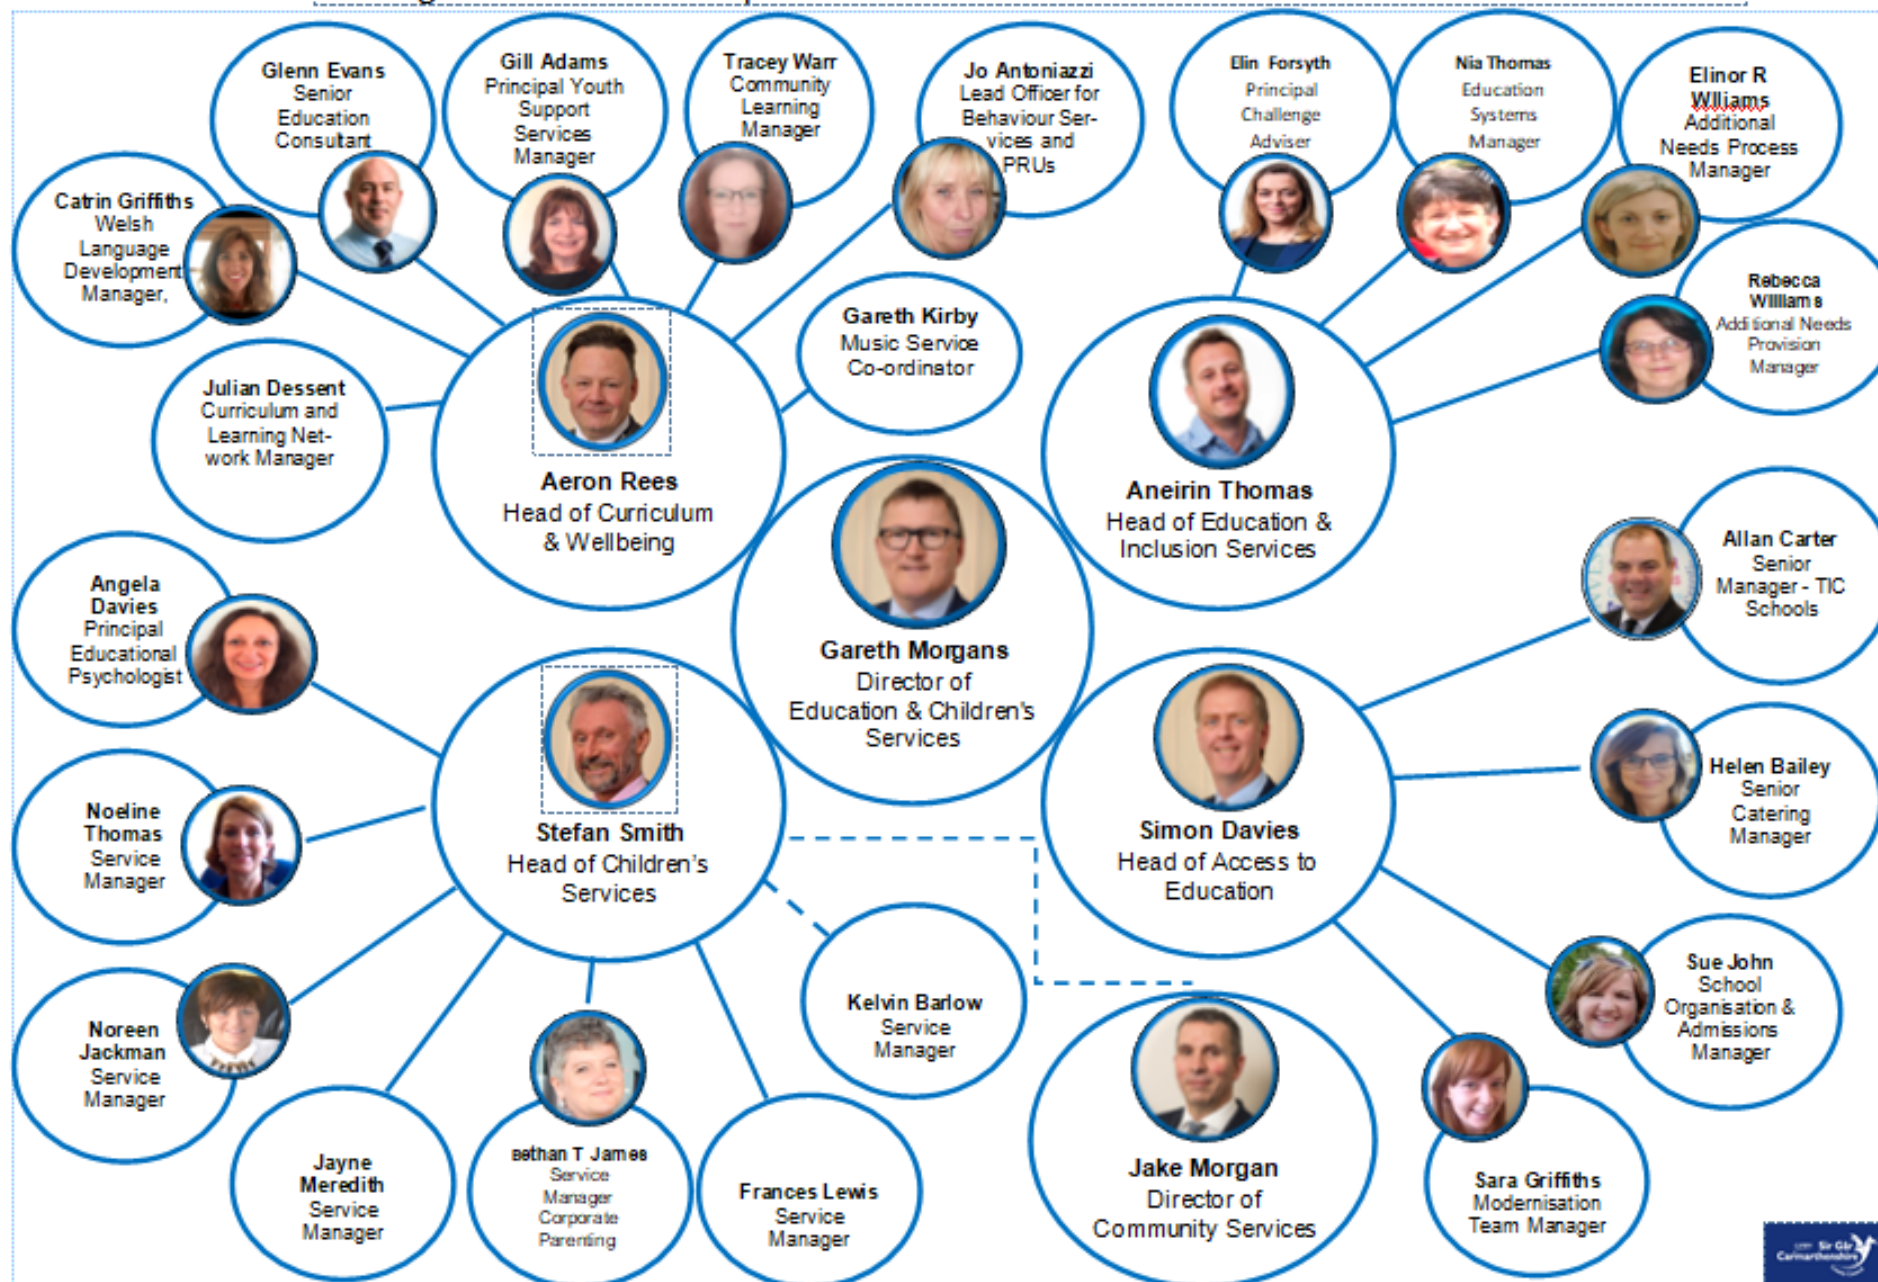 Glenn Evans
Senior
Education
Consultant
Gill Adams
Principal Youth
Support
Services
Manager
Tracey Warr
Community
Learning
Manager
Jo Antoniazzi
Lead Officer for
Behaviour Ser-
vices and
PRUs
Elin Forsyth
Principal
Challenge
Adviser
Nia Thomas
Education
Systems
Manager
Elinor R
Wlliams
Additional
Needs Process
Manager
Catrin Griffiths
Welsh
Language
Development
Manager,
Rebecca
Williams
Additional Needs
Provision
Manager
Gareth Kirby
Music Service
Co-ordinator
Julian Dessent
Curriculum and
Learning Net-
work Manager
Aeron Rees
Head of Curriculum
& Wellbeing
Aneirin Thomas
Head of Education &
Inclusion Services
Allan Carter
Senior
Manager - TIC
Schools
Angela
Davies
Principal
Educational
Psychologist
Gareth Morgans
Director of
Education & Children's
Services
Helen Bailey
Senior
Catering
Manager
Noeline
Thomas
Service
Manager
Stefan Smith
Head of Children's
Services
Simon Davies
Head of Access to
Education
Sue John
School
Organisation &
Admissions
Manager
Kelvin Barlow
Service
Manager
Noreen
Jackman
Service
Manager
Jayne
Meredith
Service
Manager
Bethan T James
Service
Manager
Corporate
Parenting
Frances Lewis
Service
Manager
Jake Morgan
Director of
Community Services
Sara Griffiths
Modernisation
Team Manager
Sir Gâr
Carmarthenshire